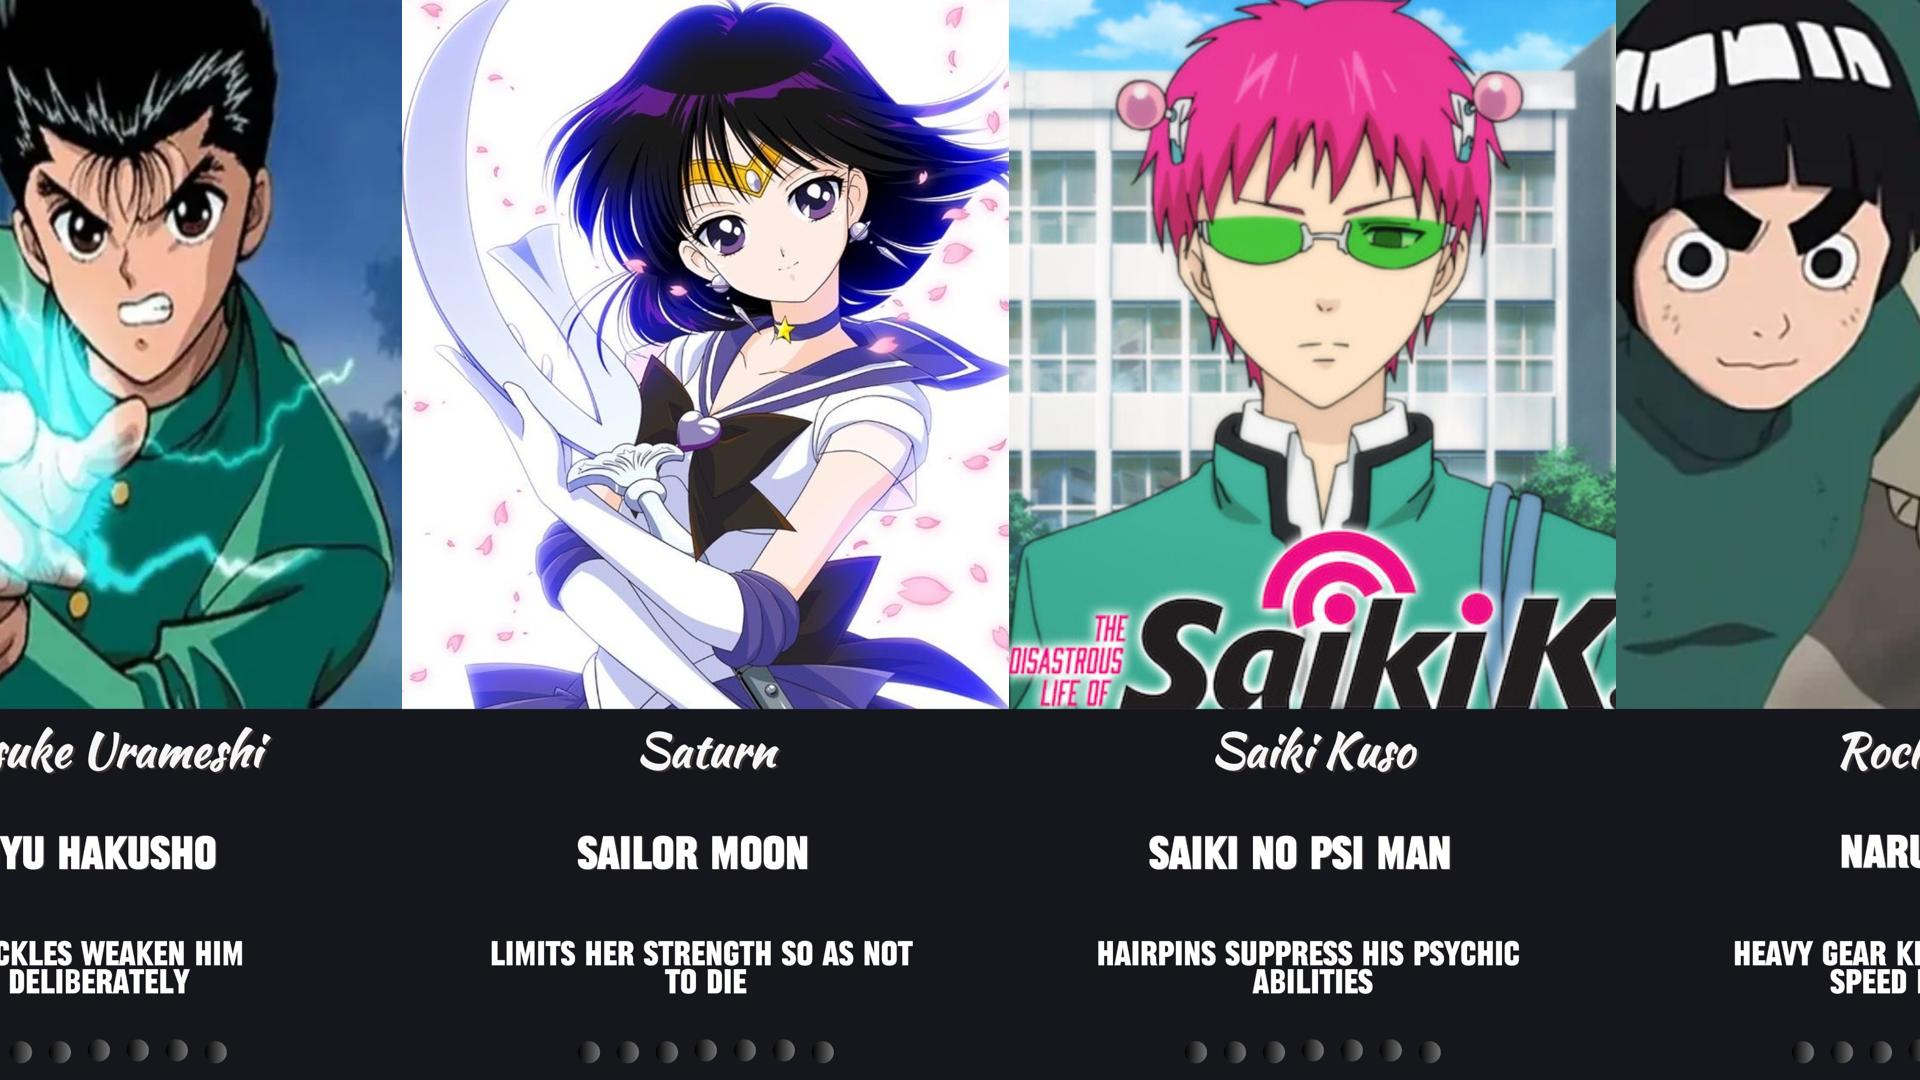 THE
DISASTROUS
LIFE OF
Saiki K.
suke Urameshi
YU HAKUSHO
CKLES WEAKEN HIM
DELIBERATELY
Saturn
SAILOR MOON
LIMITS HER STRENGTH SO AS NOT
TO DIE
Saiki Kuso
SAIKI NO PSI MAN
HAIRPINS SUPPRESS HIS PSYCHIC
ABILITIES
Roc
NARU
HEAVY GEAR K
SPEED